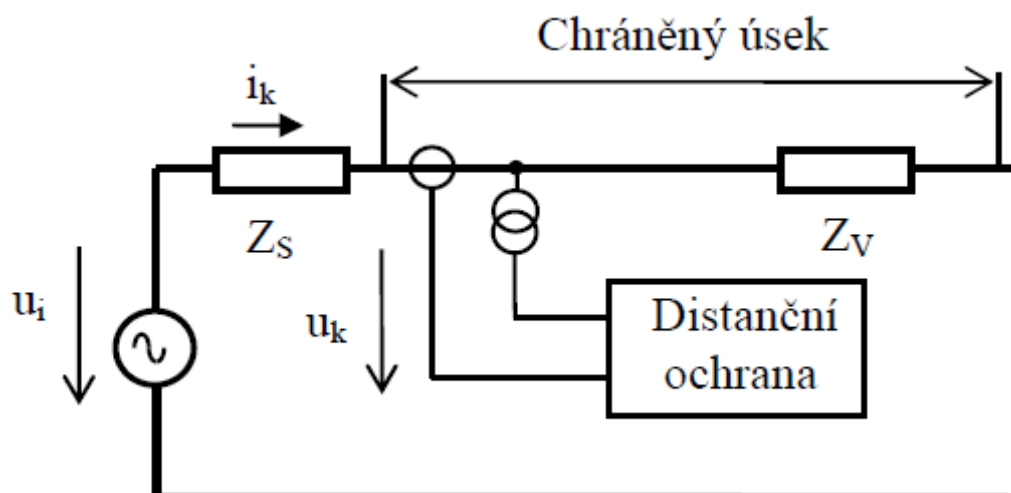 Chráněný úsek
i_k
Z_S
Z_V
u_i
u_k
Distanční
ochrana